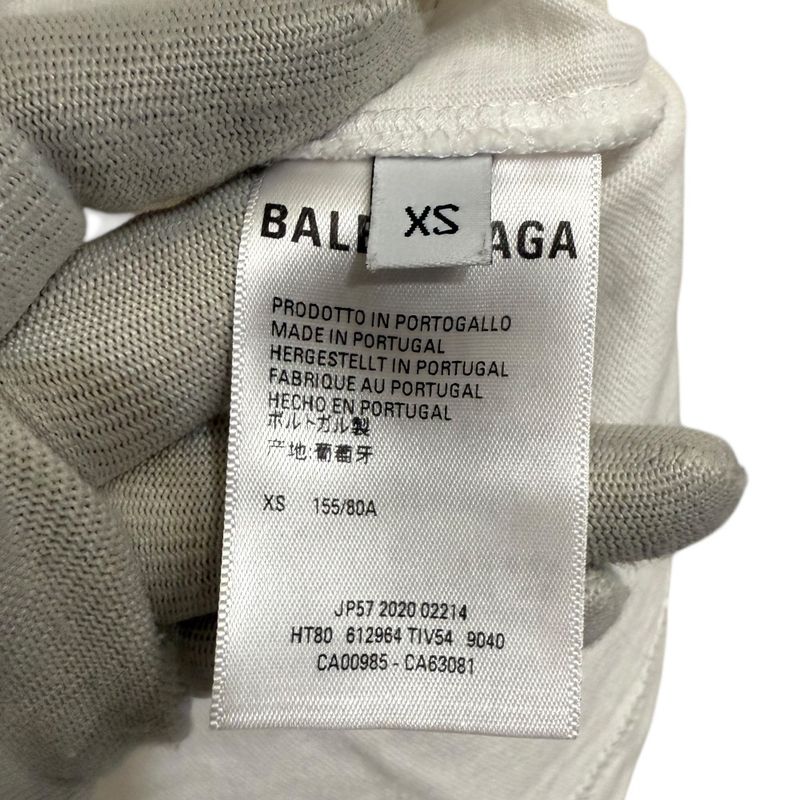 XS
BALE AGA
PRODOTTO IN PORTOGALLO
MADE IN PORTUGAL
HERGESTELLT IN PORTUGAL
FABRIQUE AU PORTUGAL
HECHO EN PORTUGAL
ポルトガル製
产地:葡萄牙
XS 155/80A
JP57 2020 02214
HT80 612964 TIV54 9040
CA00985 - CA63081